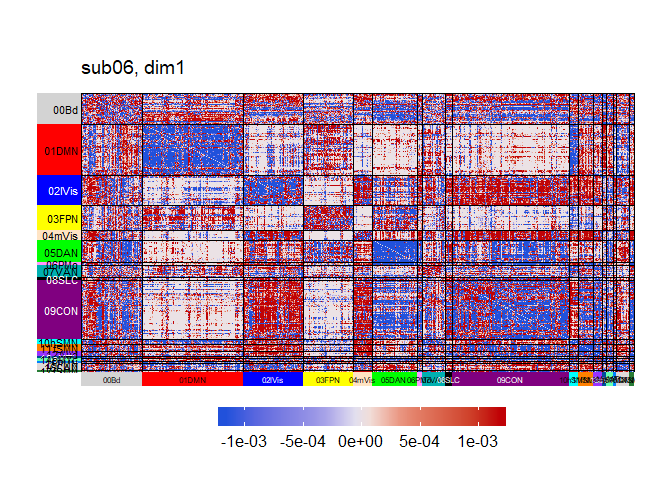 sub06, dim1
00Bd
01DMN
02lVis
03FPN
04mVis
05DAN
07VAN
08SLC
09CON
00Bd
01DMN
02lVis
03FPN
04mVis
05DAN
08SLC
09CON
-1e-03
-5e-04
0e+00
5e-04
1e-03